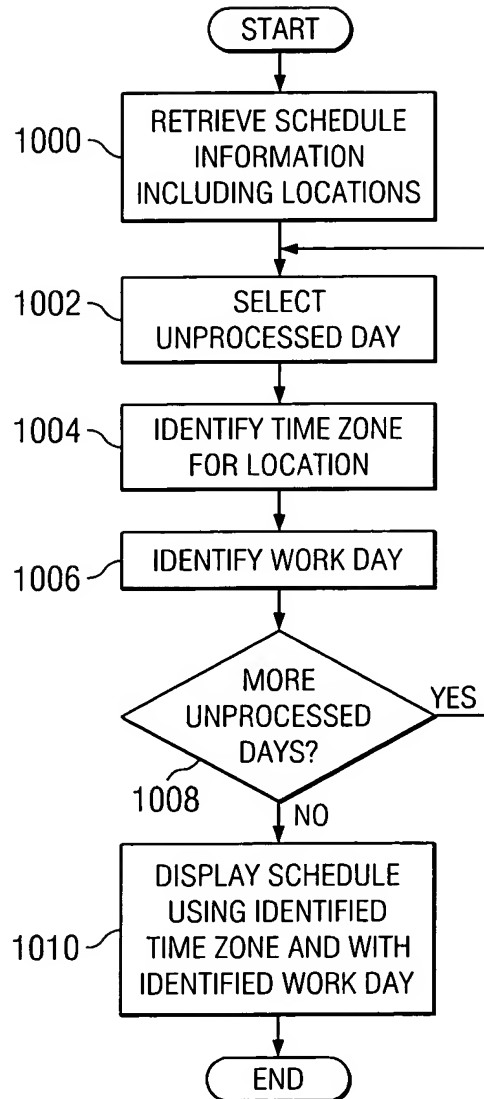 START
1000
RETRIEVE SCHEDULE
INFORMATION
INCLUDING LOCATIONS
1002
SELECT
UNPROCESSED DAY
1004
IDENTIFY TIME ZONE
FOR LOCATION
1006
IDENTIFY WORK DAY
MORE
UNPROCESSED
DAYS?
YES
1008
NO
1010
DISPLAY SCHEDULE
USING IDENTIFIED
TIME ZONE AND WITH
IDENTIFIED WORK DAY
END